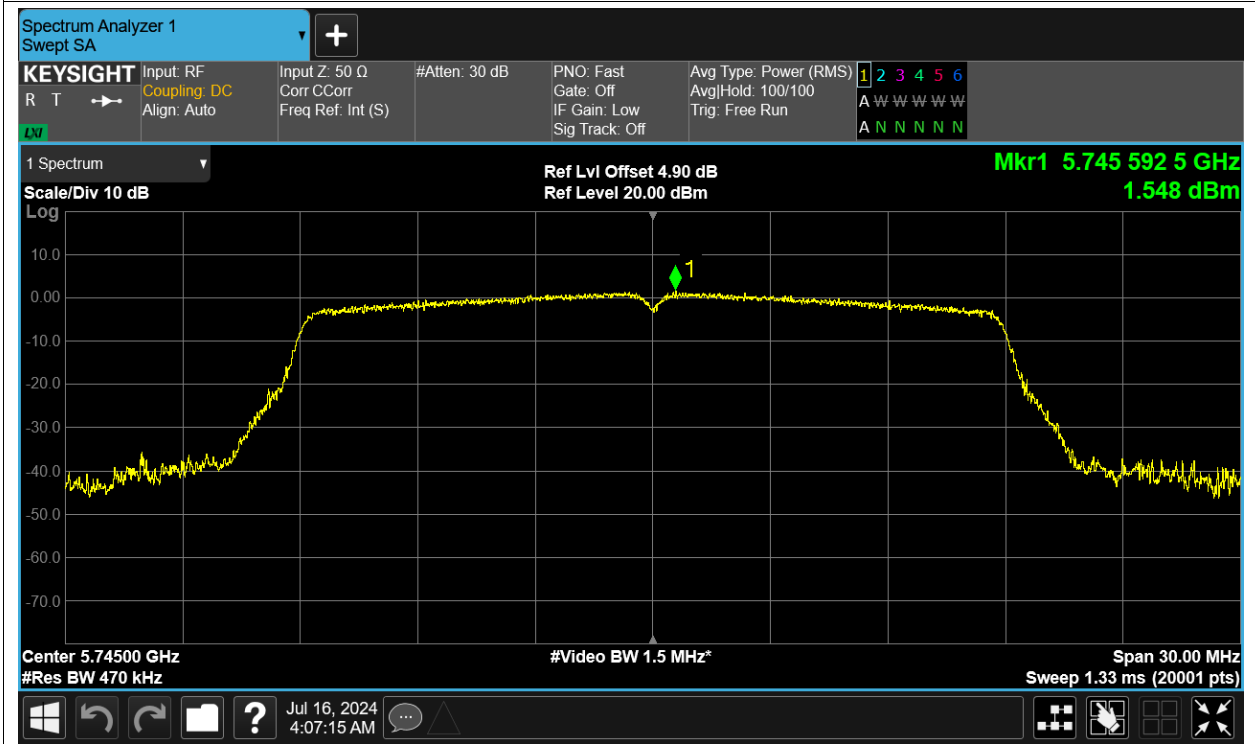 Spectrum Analyzer 1
Swept SA
KEYSIGHT
R T
LXI
Input: RF
Coupling: DC
Align: Auto
Input Z: 50 Ω
Corr CCorr
Freq Ref: Int (S)
#Atten: 30 dB
PNO: Fast
Gate: Off
IF Gain: Low
Sig Track: Off
Avg Type: Power (RMS)
Avg|Hold: 100/100
Trig: Free Run
1 2 3 4 5 6
A W W W W W
A N N N N N
1 Spectrum
Scale/Div 10 dB
Log
Ref Lvl Offset 4.90 dB
Ref Level 20.00 dBm
Mkr1 5.745 592 5 GHz
1.548 dBm
10.0
1
0.00
-10.0
-20.0
-30.0
-40.0
-50.0
-60.0
-70.0
Center 5.74500 GHz
#Res BW 470 kHz
#Video BW 1.5 MHz*
Span 30.00 MHz
Sweep 1.33 ms (20001 pts)
?
Jul 16, 2024
4:07:15 AM